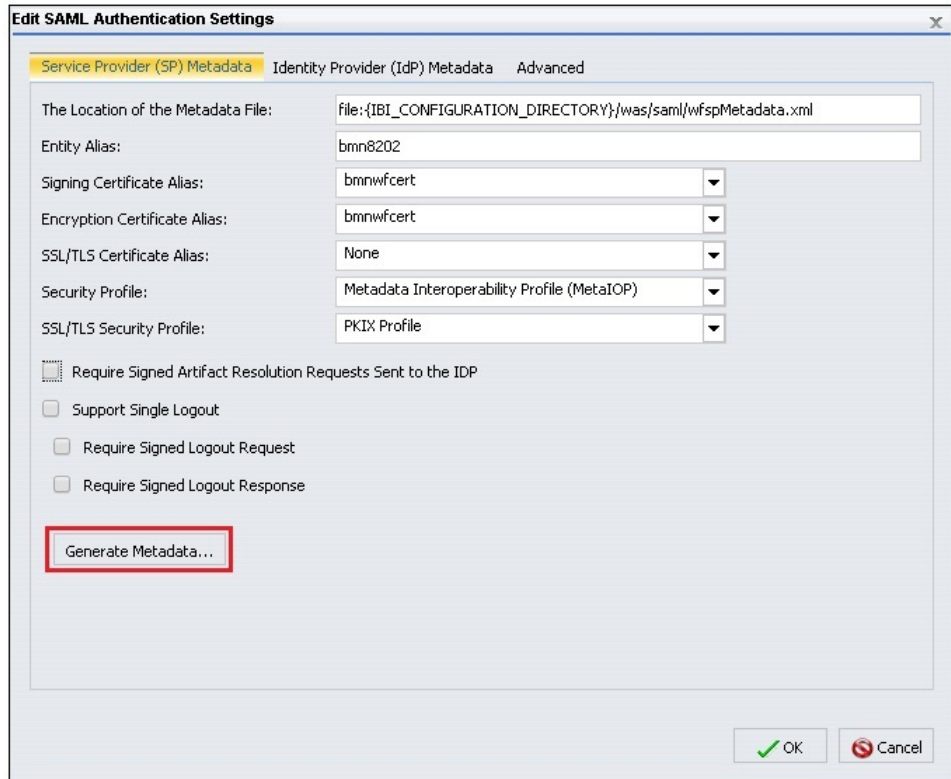 Edit SAML Authentication Settings
Service Provider (SP) Metadata Identity Provider (IdP) Metadata Advanced
The Location of the Metadata File: file:{IBI_CONFIGURATION_DIRECTORY}/was/saml/wfspMetadata.xml
Entity Alias: bmn8202
Signing Certificate Alias: bmnwfcert
Encryption Certificate Alias: bmnwfcert
SSL/TLS Certificate Alias: None
Security Profile: Metadata Interoperability Profile (MetaIOP)
SSL/TLS Security Profile: PKIX Profile
Require Signed Artifact Resolution Requests Sent to the IDP
Support Single Logout
Require Signed Logout Request
Require Signed Logout Response
Generate Metadata...
OK Cancel